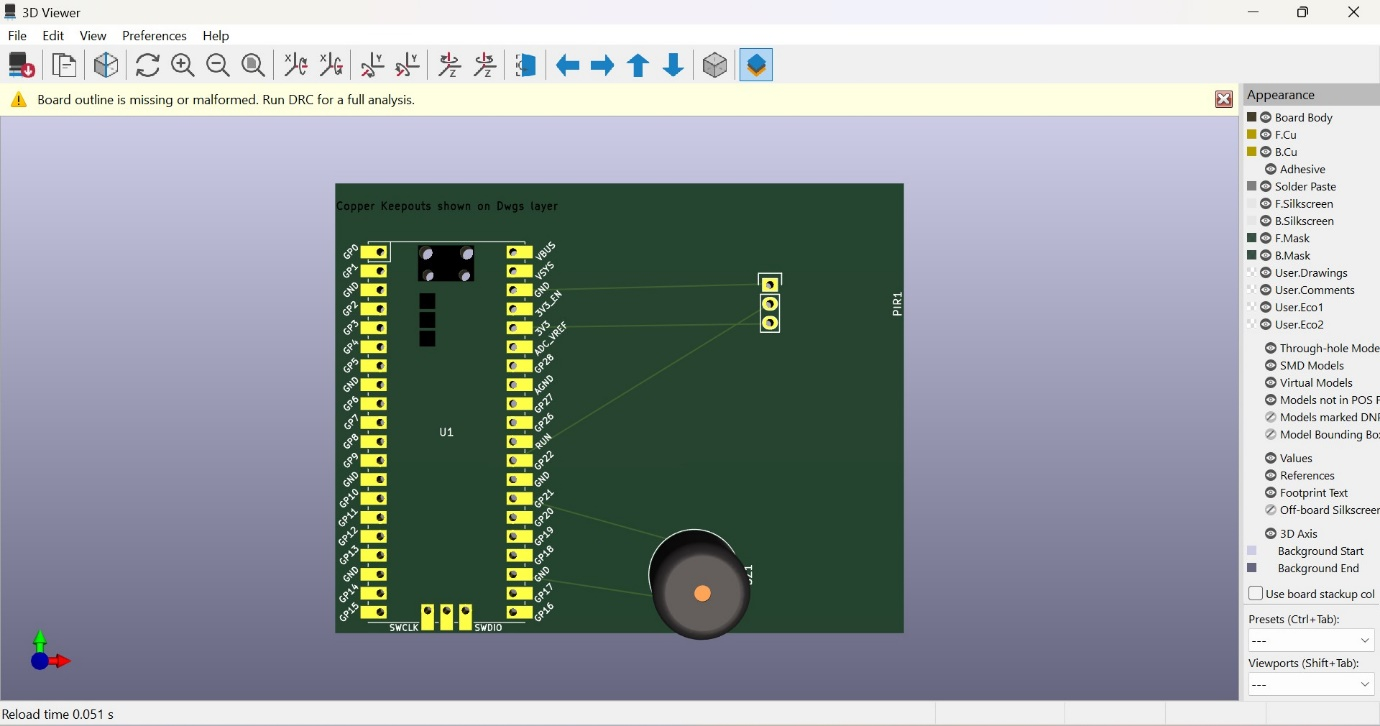 3D Viewer
File Edit View Preferences Help
Board outline is missing or malformed. Run DRC for a full analysis.
Appearance
Board Body
F.Cu
B.Cu
Adhesive
Solder Paste
F.Silkscreen
B.Silkscreen
F.Mask
B.Mask
User.Drawings
User.Comments
User.Eco1
User.Eco2
Through-hole Mode
SMD Models
Virtual Models
Models not in POS F
Models marked DNF
Model Bounding Bo
Values
References
Footprint Text
Off-board Silkscreen
3D Axis
Background Start
Background End
Use board stackup col
Presets (Ctrl+Tab):
---
Viewports (Shift+Tab):
---
Copper Keepouts shown on Dwgs layer
GP0
GP1
GND
GP2
GP3
GP4
GP5
GND
GP6
GP7
GP8
GP9
GND
GP10
GP11
GP12
GP13
GND
GP14
GP15
U1
SWCLK SWDIO
VBUS
VSYS
GND
3V3_EN
3V3
ADC_VREF
GP28
AGND
GP27
GP26
RUN
GP22
GND
GP21
GP20
GP19
GP18
GND
GP17
GP16
PIR1
Reload time 0.051 s